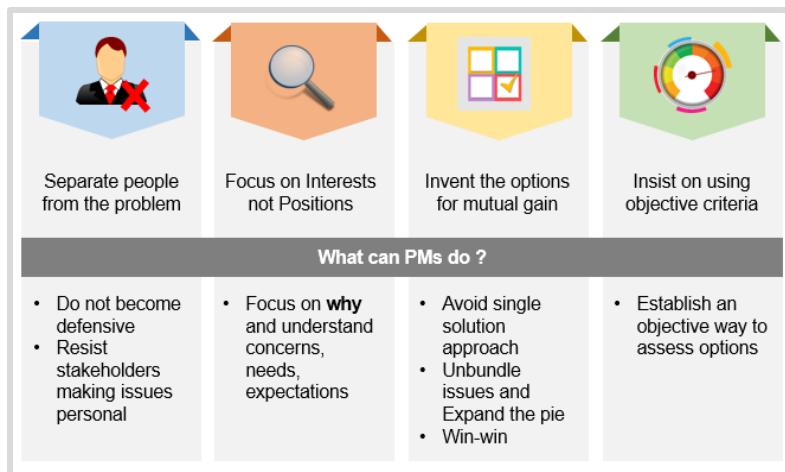 Separate people
from the problem
Focus on Interests
not Positions
Invent the options
for mutual gain
Insist on using
objective criteria
What can PMs do ?
• Do not become
defensive
• Resist
stakeholders
making issues
personal
• Focus on why
and understand
concerns,
needs,
expectations
• Avoid single
solution
approach
• Unbundle
issues and
Expand the pie
• Win-win
• Establish an
objective way to
assess options